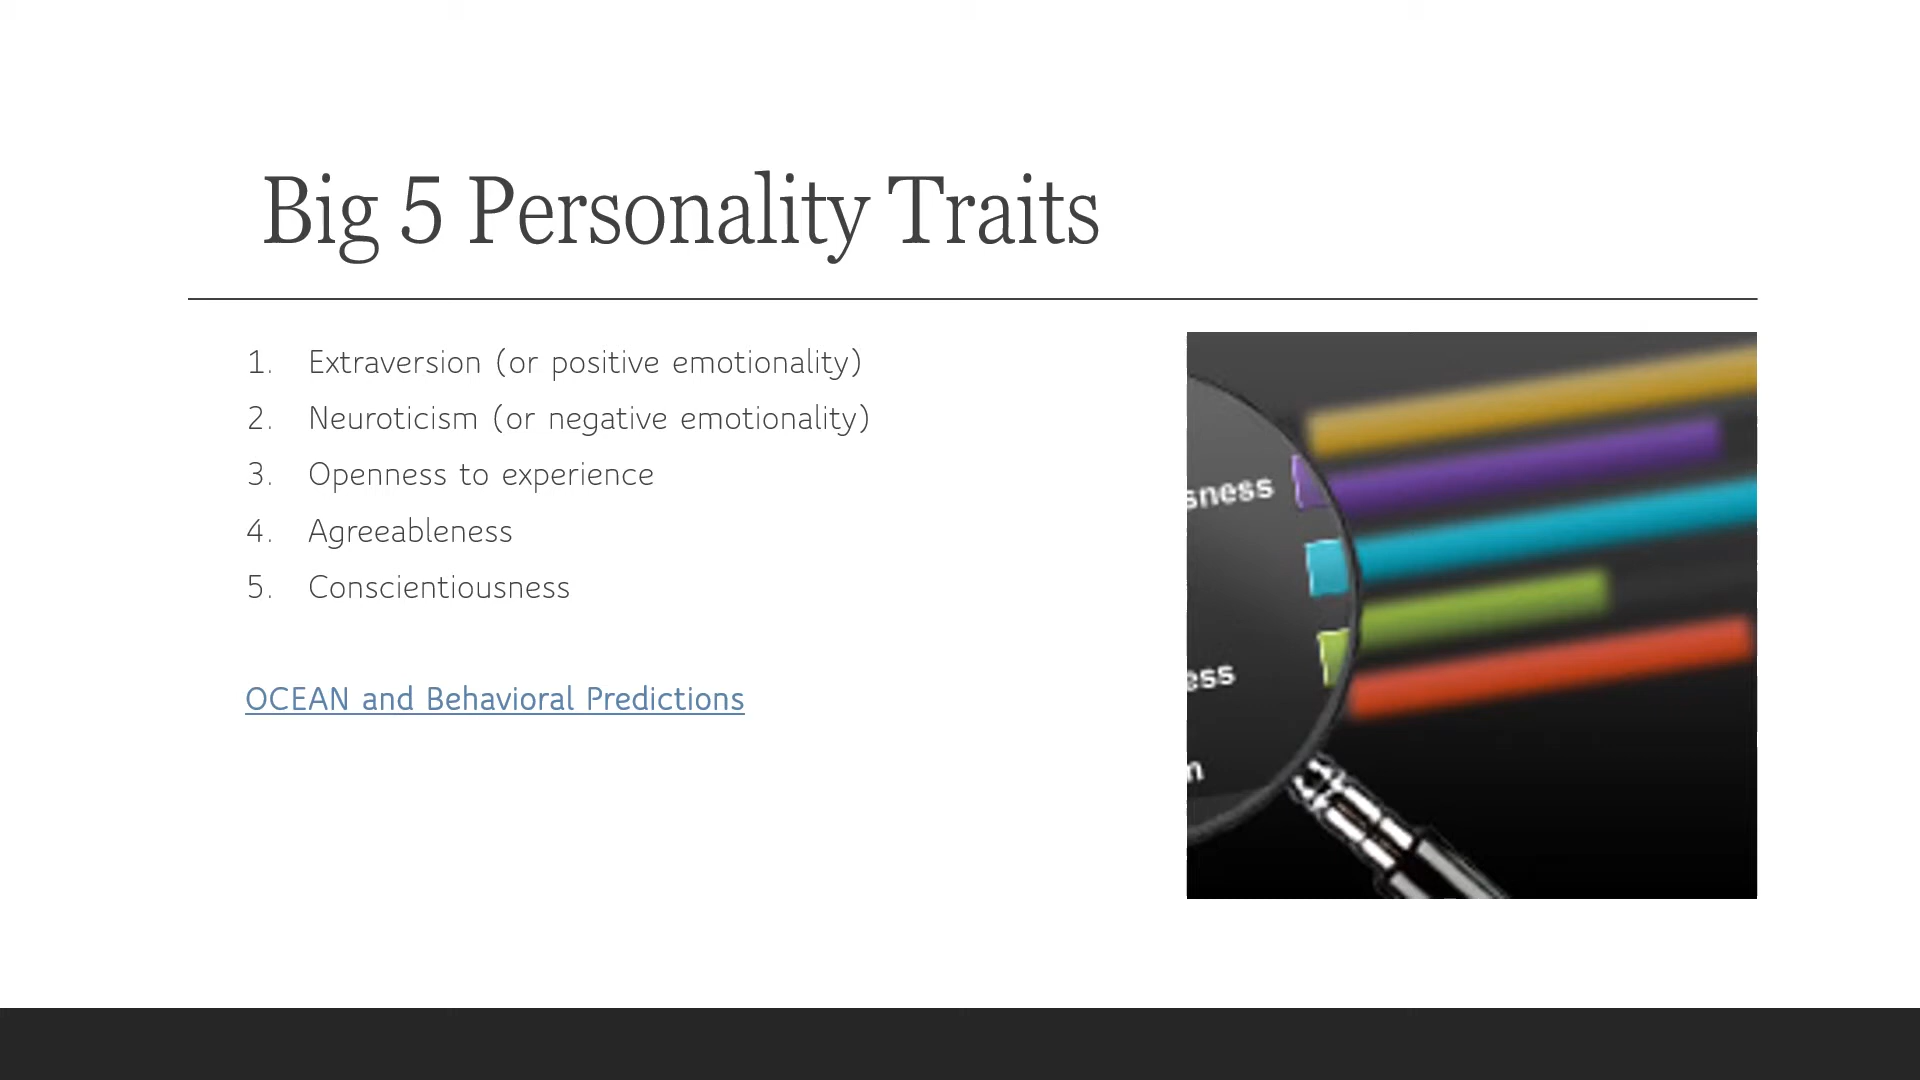 Big 5 Personality Traits
1. Extraversion (or positive emotionality)
2. Neuroticism (or negative emotionality)
3. Openness to experience
4. Agreeableness
5. Conscientiousness
OCEAN and Behavioral Predictions
sness
ess